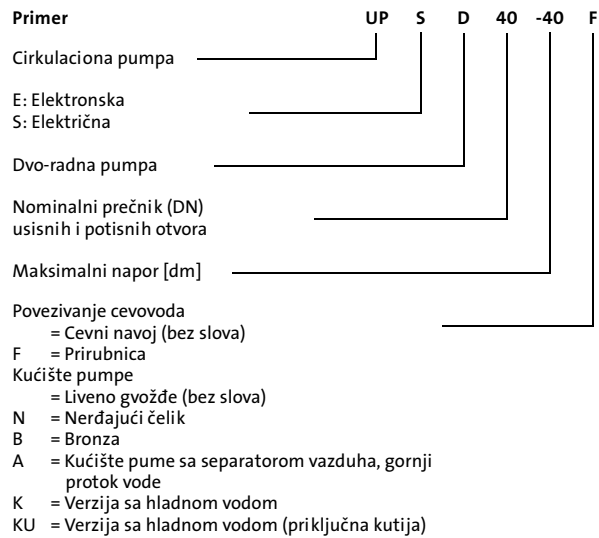 Primer UP S D 40 -40 F
Cirkulaciona pumpa
E: Elektronska
S: Električna
Dvo-radna pumpa
Nominalni prečnik (DN)
usisnih i potisnih otvora
Maksimalni napor [dm]
Povezivanje cevovoda
= Cevni navoj (bez slova)
F = Prirubnica
Kućište pumpe
= Liveno gvožđe (bez slova)
N = Nerđajući čelik
B = Bronza
A = Kućište pume sa separatorom vazduha, gornji
protok vode
K = Verzija sa hladnom vodom
KU = Verzija sa hladnom vodom (priključna kutija)